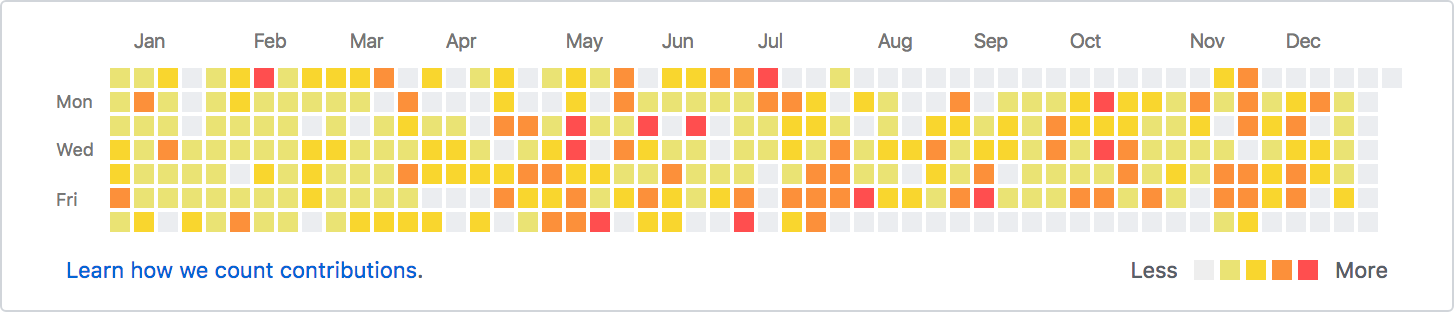 Jan Feb Mar Apr May Jun Jul Aug Sep Oct Nov Dec
Mon
Wed
Fri
Learn how we count contributions. Less More